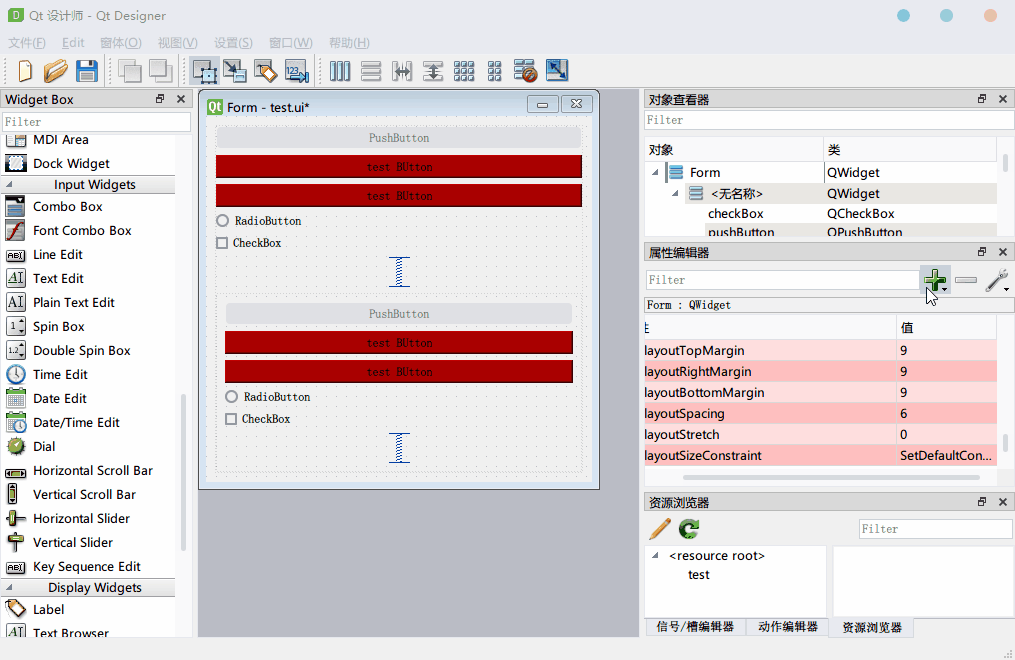 Qt 设计师 - Qt Designer
文件(F) Edit 窗体(O) 视图(V) 设置(S) 窗口(W) 帮助(H)
Widget Box
Filter
MDI Area
Dock Widget
Input Widgets
Combo Box
Font Combo Box
Line Edit
Text Edit
Plain Text Edit
Spin Box
Double Spin Box
Time Edit
Date Edit
Date/Time Edit
Dial
Horizontal Scroll Bar
Vertical Scroll Bar
Horizontal Slider
Vertical Slider
Key Sequence Edit
Display Widgets
Label
Text Browser
Form - test.ui*
PushButton
test BUtton
test BUtton
RadioButton
CheckBox
PushButton
test BUtton
test BUtton
RadioButton
CheckBox
对象查看器
Filter
对象 类
Form QWidget
<无名称> QWidget
checkBox QCheckBox
pushButton QPushButton
属性编辑器
Filter
Form : QWidget
值
layoutTopMargin 9
layoutRightMargin 9
layoutBottomMargin 9
layoutSpacing 6
layoutStretch 0
layoutSizeConstraint SetDefaultCon...
资源浏览器
Filter
<resource root>
test
信号/槽编辑器 动作编辑器 资源浏览器